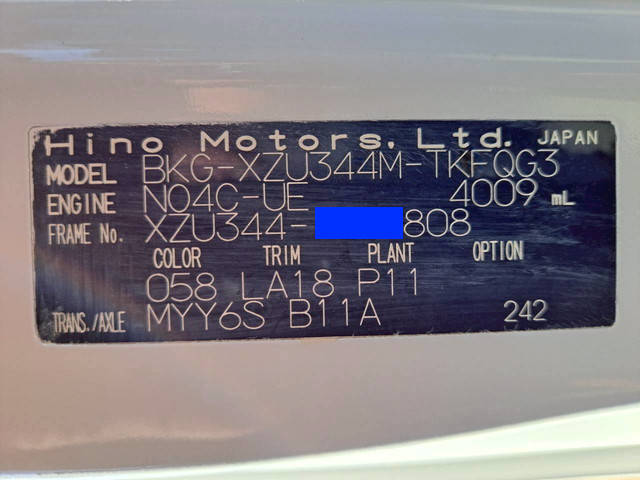 Hino Motors, Ltd. JAPAN
MODEL BKG-XZU344M-TKFQG3
ENGINE N04C-UE 4009 mL
FRAME No. XZU344- 808
COLOR TRIM PLANT OPTION
058 LA18 P11
TRANS./AXLE MYY6S B11A 242